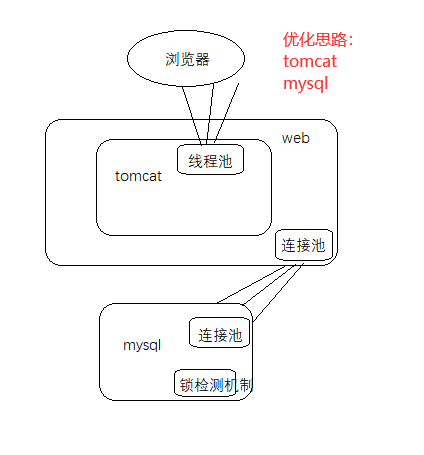 优化思路：
tomcat
mysql
浏览器
web
线程池
tomcat
连接池
连接池
mysql
锁检测机制